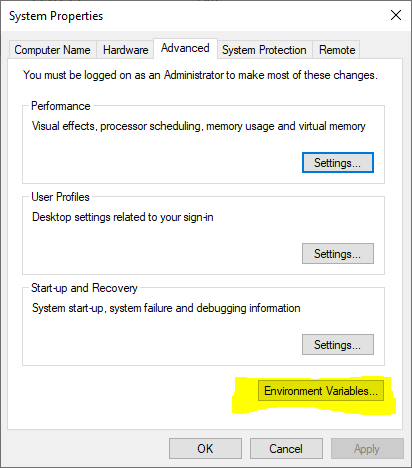 System Properties
Computer Name Hardware Advanced System Protection Remote
You must be logged on as an Administrator to make most of these changes.
Performance
Visual effects, processor scheduling, memory usage and virtual memory
Settings...
User Profiles
Desktop settings related to your sign-in
Settings...
Start-up and Recovery
System start-up, system failure and debugging information
Settings...
Environment Variables...
OK Cancel Apply